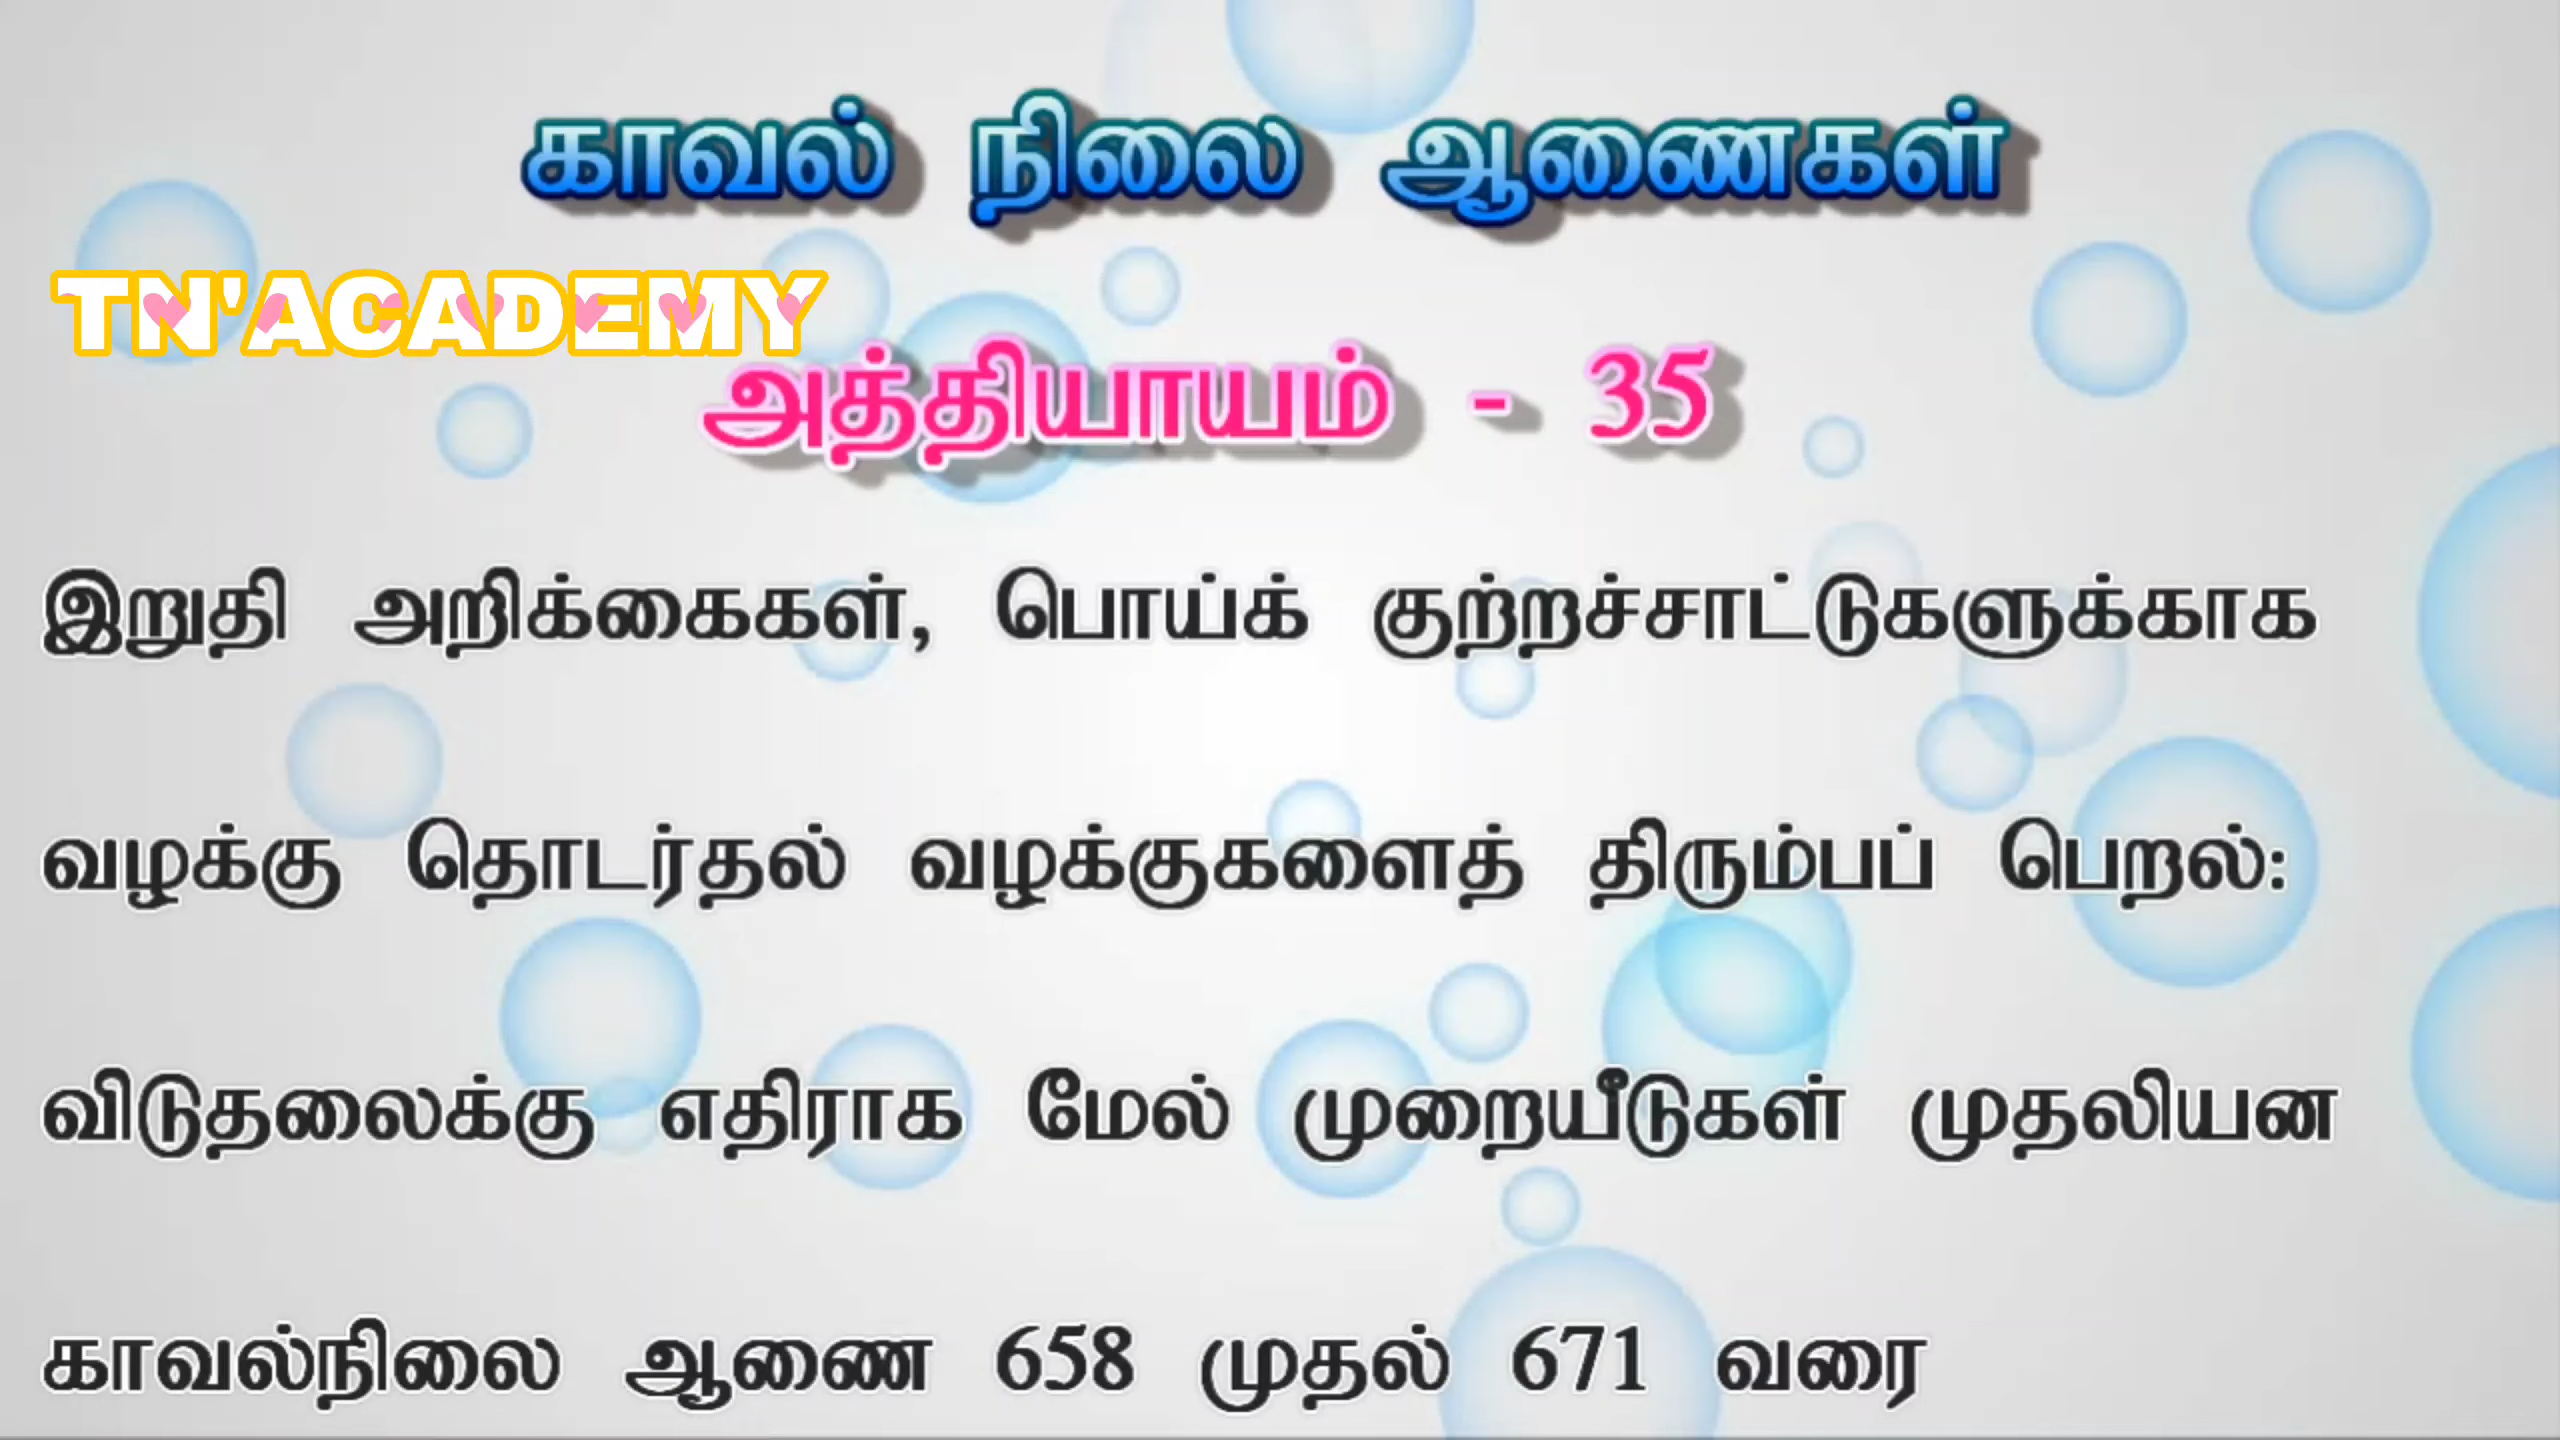 காவல் நிலை ஆணைகள்
TN'ACADEMY
அத்தியாயம் - 35
இறுதி அறிக்கைகள், பொய்க் குற்றச்சாட்டுகளுக்காக
வழக்கு தொடர்தல் வழக்குகளைத் திரும்பப் பெறல்:
விடுதலைக்கு எதிராக மேல் முறையீடுகள் முதலியன
காவல்நிலை ஆணை 658 முதல் 671 வரை